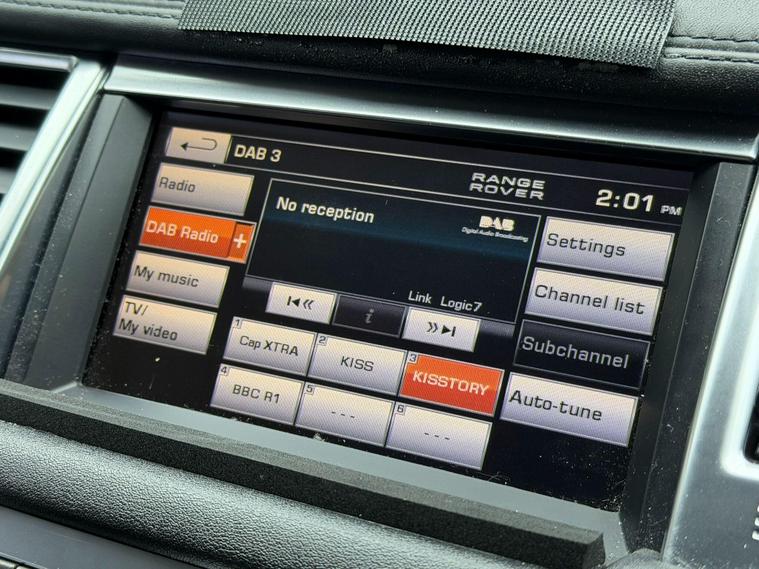 DAB 3
RANGE
ROVER
2:01 PM
Radio
DAB Radio +
My music
TV/
My video
No reception
DAB
Digital Audio Broadcasting
Link Logic7
i
Settings
Channel list
Subchannel
Auto-tune
1 Cap XTRA
2 KISS
3 KISSTORY
4 BBC R1
5 ---
6 ---